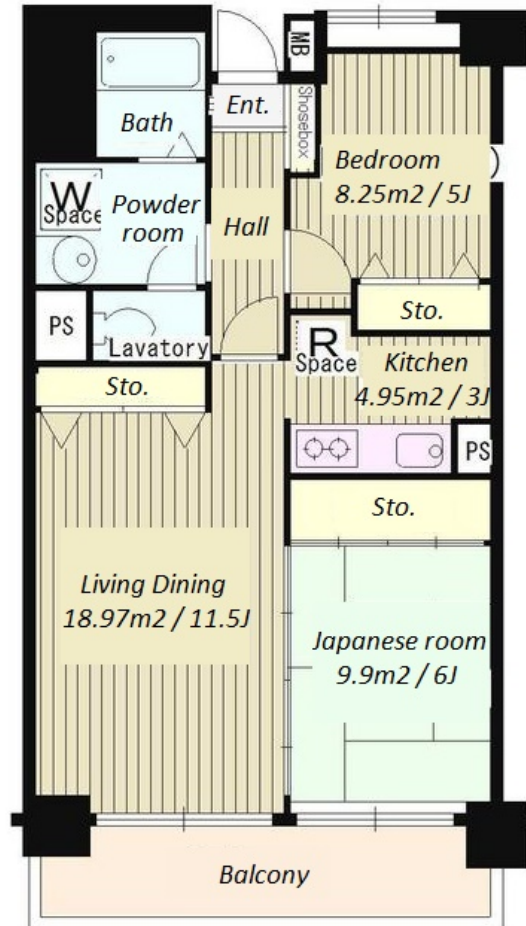 MB
Ent.
Shosebox
Bath
Bedroom
8.25m2 / 5J
W
Space
Powder
room
Hall
Sto.
PS
Lavatory
R
Space
Kitchen
4.95m2 / 3J
Sto.
PS
Sto.
Living Dining
18.97m2 / 11.5J
Japanese room
9.9m2 / 6J
Balcony